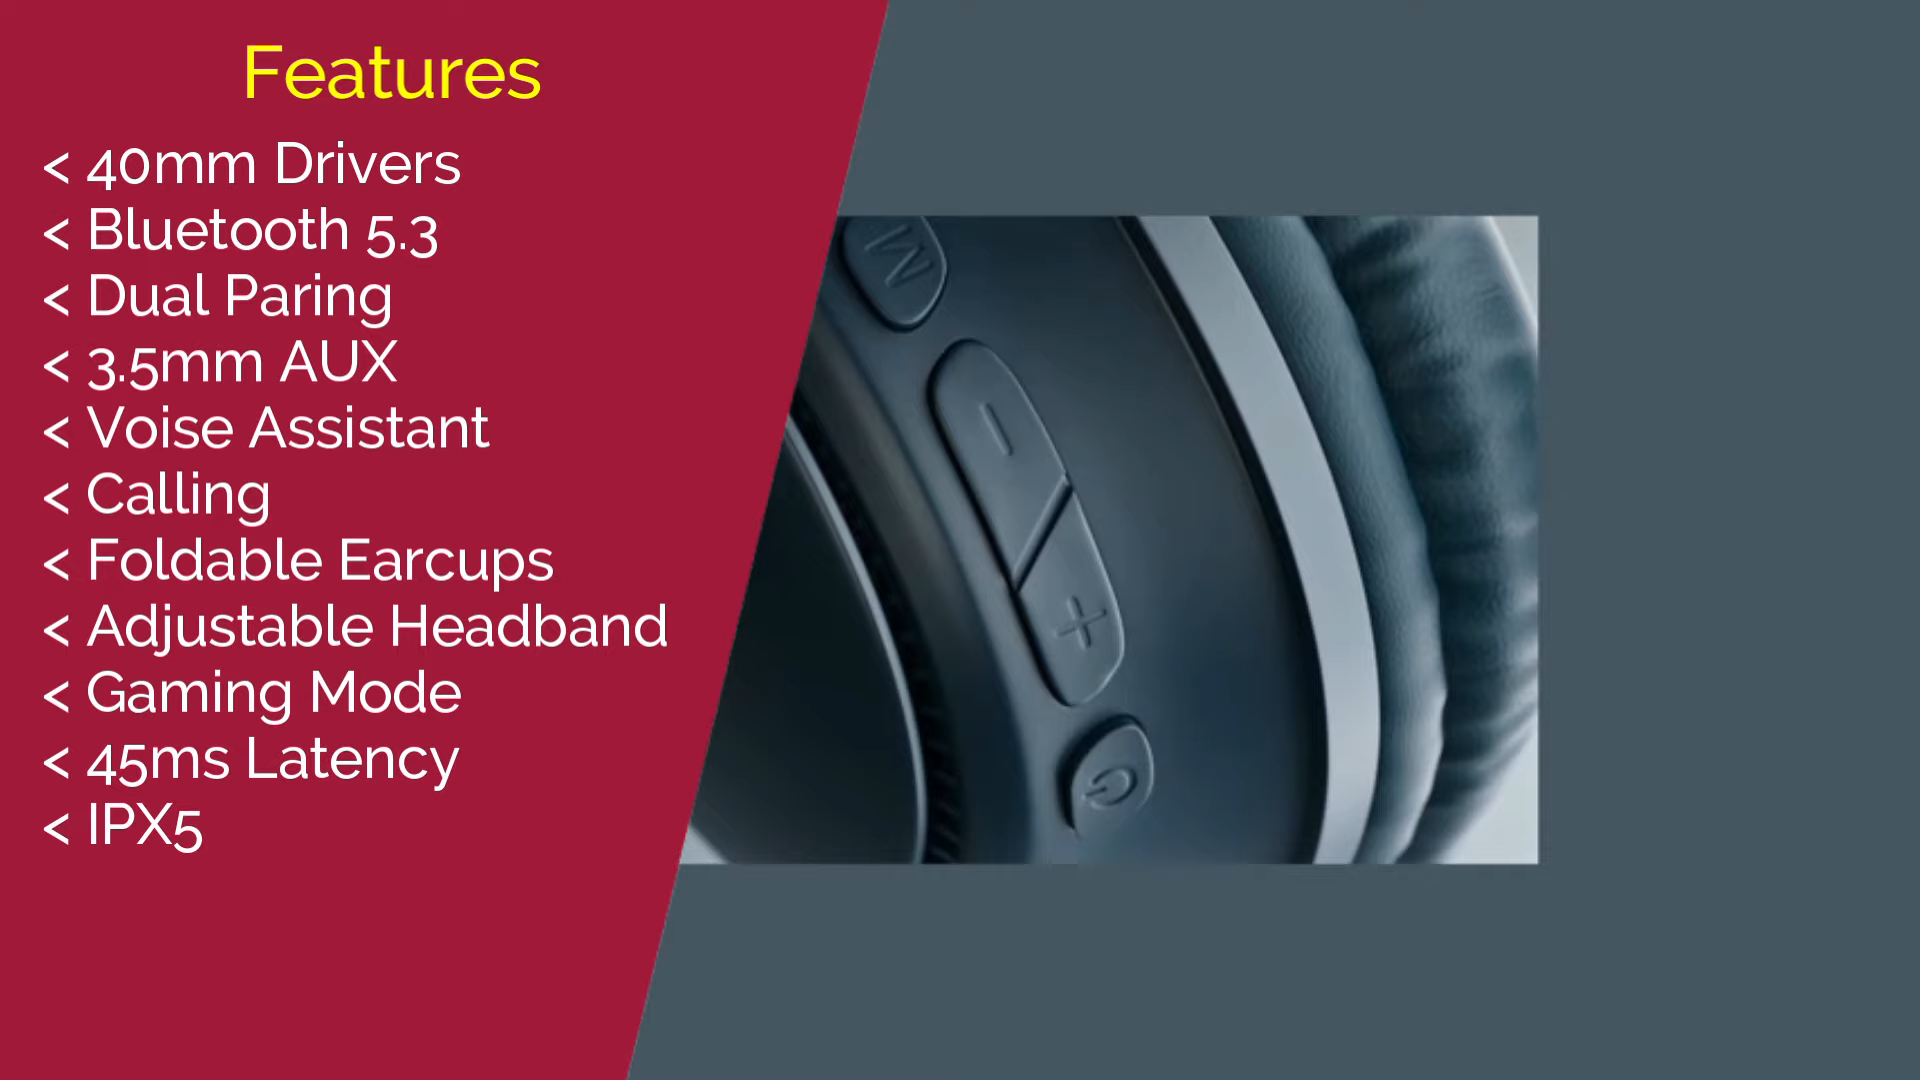 Features
< 40mm Drivers
< Bluetooth 5.3
< Dual Paring
< 3.5mm AUX
< Voise Assistant
< Calling
< Foldable Earcups
< Adjustable Headband
< Gaming Mode
< 45ms Latency
< IPX5
M
-
+